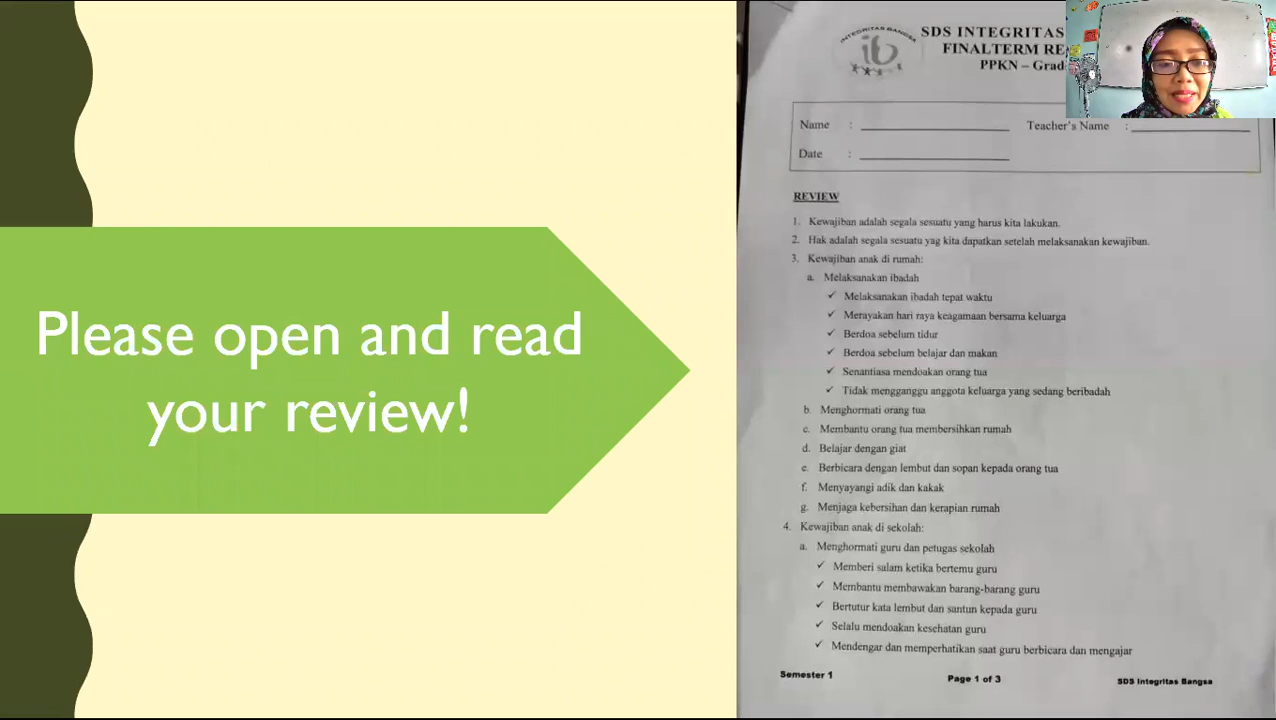 Please open and read
your review!
INTEGRITAS BANGSA
ib
SDS INTEGRITAS
FINALTERM
PPKN –
Name : Teacher's Name :
Date :
REVIEW
1. Kewajiban adalah segala sesuatu yang harus kita lakukan.
2. Hak adalah segala sesuatu yag kita dapatkan setelah melaksanakan kewajiban.
3. Kewajiban anak di rumah:
a. Melaksanakan ibadah
✓ Melaksanakan ibadah tepat waktu
✓ Merayakan hari raya keagamaan bersama keluarga
✓ Berdoa sebelum tidur
✓ Berdoa sebelum belajar dan makan
✓ Senantiasa mendoakan orang tua
✓ Tidak mengganggu anggota keluarga yang sedang beribadah
b. Menghormati orang tua
c. Membantu orang tua membersihkan rumah
d. Belajar dengan giat
e. Berbicara dengan lembut dan sopan kepada orang tua
f. Menyayangi adik dan kakak
g. Menjaga kebersihan dan kerapian rumah
4. Kewajiban anak di sekolah:
a. Menghormati guru dan petugas sekolah
✓ Memberi salam ketika bertemu guru
✓ Membantu membawakan barang-barang guru
✓ Bertutur kata lembut dan santun kepada guru
✓ Selalu mendoakan kesehatan guru
✓ Mendengar dan memperhatikan saat guru berbicara dan mengajar
Semester 1 Page 1 of 3 SDS Integritas Bangsa